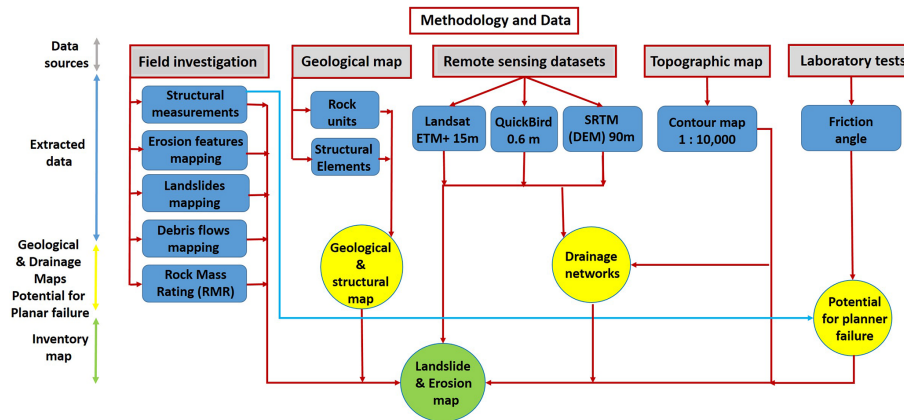 Methodology and Data
Data
sources
Field investigation
Geological map
Remote sensing datasets
Topographic map
Laboratory tests
Structural
measurements
Erosion features
mapping
Landslides
mapping
Debris flows
mapping
Rock Mass
Rating (RMR)
Rock
units
Structural
Elements
Landsat
ETM+ 15m
QuickBird
0.6 m
SRTM
(DEM) 90m
Contour map
1 : 10,000
Friction
angle
Extracted
data
Geological
& Drainage
Maps
Potential for
Planar failure
Geological
&
structural
map
Drainage
networks
Potential
for planner
failure
Inventory
map
Landslide
& Erosion
map